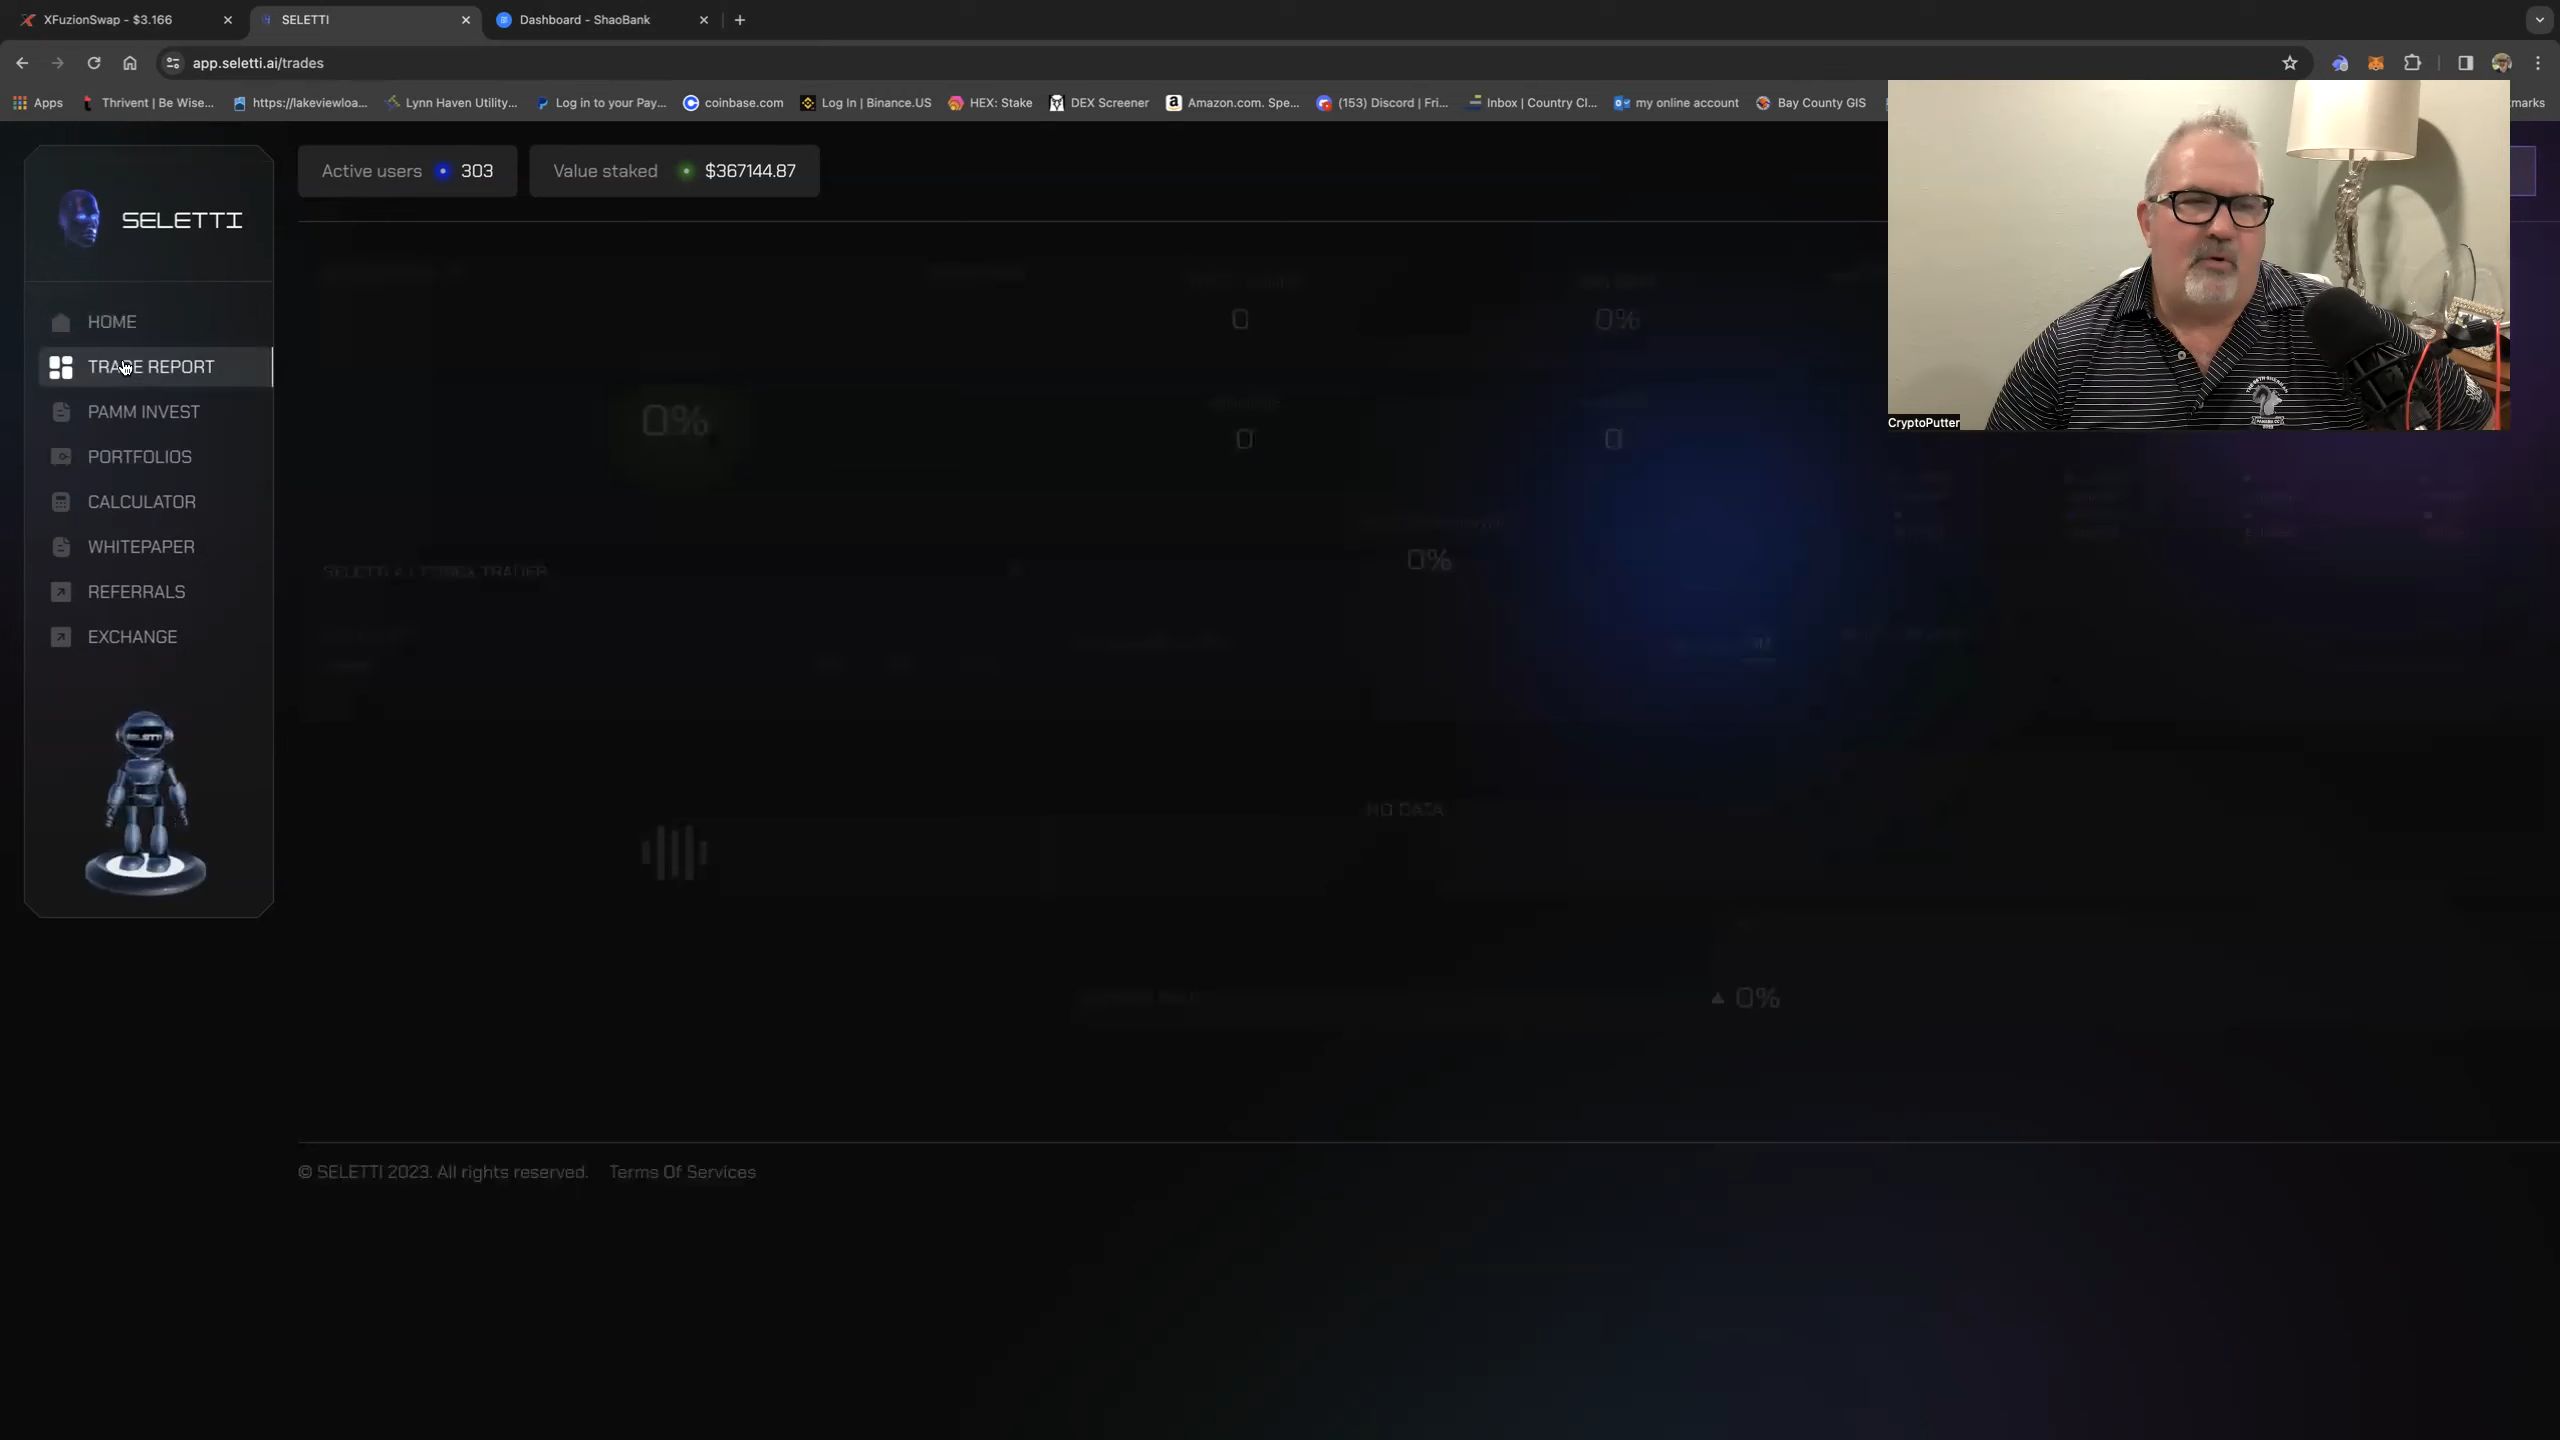 XFuzionSwap - $3.166
SELETTI
Dashboard - ShaoBank
app.seletti.ai/trades
Apps
Thrivent | Be Wise...
https://lakeviewloa...
Lynn Haven Utility...
Log in to your Pay...
coinbase.com
Log In | Binance.US
HEX: Stake
DEX Screener
Amazon.com. Spe...
(153) Discord | Fri...
Inbox | Country Cl...
my online account
Bay County GIS
marks
Active users 303
Value staked $367144.87
SELETTI
HOME
TRADE REPORT
PAMM INVEST
PORTFOLIOS
CALCULATOR
WHITEPAPER
REFERRALS
EXCHANGE
CryptoPutter
0
0%
0%
0
0
0%
NO DATA
0%
© SELETTI 2023. All rights reserved.
Terms Of Services